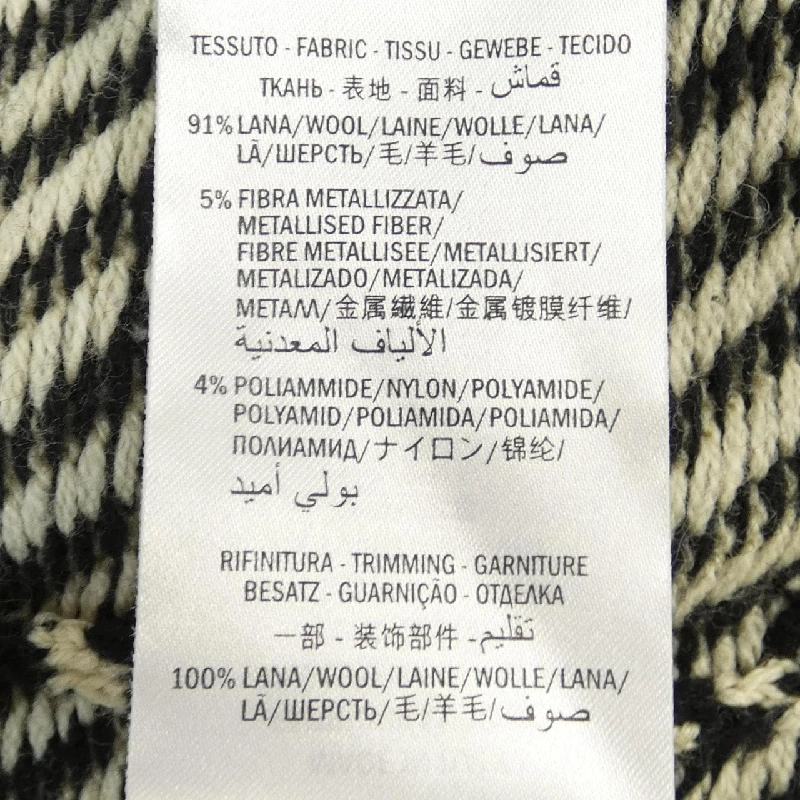 TESSUTO - FABRIC - TISSU - GEWEBE - TECIDO
ТКАНЬ - 表地 - 面料 - قماش
91% LANA/WOOL/LAINE/WOLLE/LANA/
LÃ/ШЕРСТЬ/毛/羊毛/صوف
5% FIBRA METALLIZZATA/
METALLISED FIBER/
FIBRE METALLISEE/METALLISIERT/
METALIZADO/METALIZADA/
МЕТАЛЛ/金属繊維/金属镀膜纤维/
الألياف المعدنية
4% POLIAMMIDE/NYLON/POLYAMIDE/
POLYAMID/POLIAMIDA/POLIAMIDA/
ПОЛИАМИД/ナイロン/锦纶/
بولي أميد
RIFINITURA - TRIMMING - GARNITURE
BESATZ - GUARNIÇÃO - ОТДЕЛКА
一部 - 装饰部件 - تقليم
100% LANA/WOOL/LAINE/WOLLE/LANA/
LÃ/ШЕРСТЬ/毛/羊毛/صوف